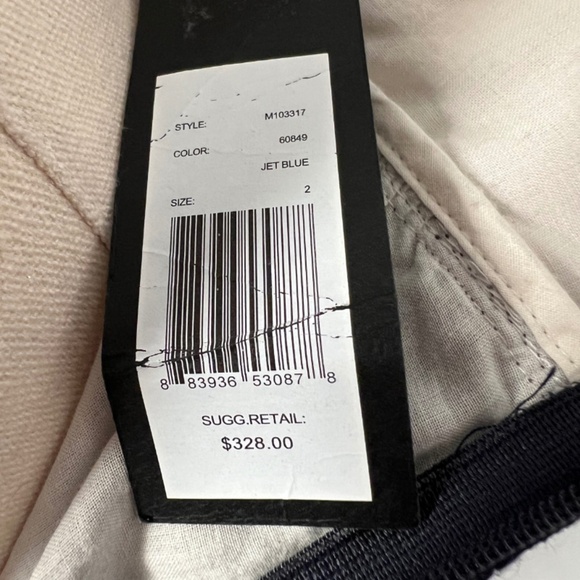 STYLE: M103317
COLOR: 60849
JET BLUE
SIZE: 2
8 83936 53087 8
SUGG.RETAIL:
$328.00